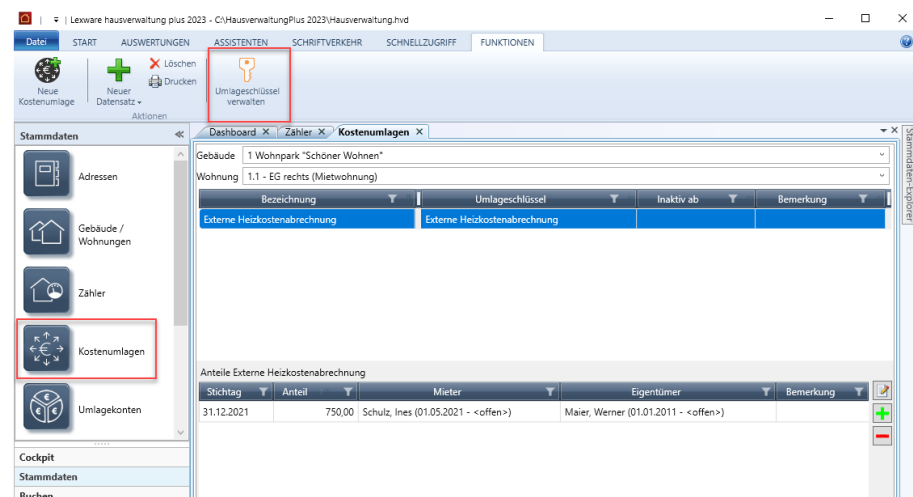 Lexware hausverwaltung plus 2023 - C:\HausverwaltungPlus 2023\Hausverwaltung.hvd
Datei START AUSWERTUNGEN ASSISTENTEN SCHRIFTVERKEHR SCHNELLZUGRIFF FUNKTIONEN
Neue Kostenumlage
Neuer Datensatz
Löschen
Drucken
Umlageschlüssel verwalten
Aktionen
Stammdaten
Dashboard Zähler Kostenumlagen
Adressen
Gebäude / Wohnungen
Zähler
Kostenumlagen
Umlagekonten
Cockpit
Stammdaten
Buchen
Gebäude 1 Wohnpark "Schöner Wohnen"
Wohnung 1.1 - EG rechts (Mietwohnung)
Bezeichnung Umlageschlüssel Inaktiv ab Bemerkung
Externe Heizkostenabrechnung Externe Heizkostenabrechnung
Anteile Externe Heizkostenabrechnung
Stichtag Anteil Mieter Eigentümer Bemerkung
31.12.2021 750,00 Schulz, Ines (01.05.2021 - <offen>) Maier, Werner (01.01.2011 - <offen>)
Stammdaten-Explorer